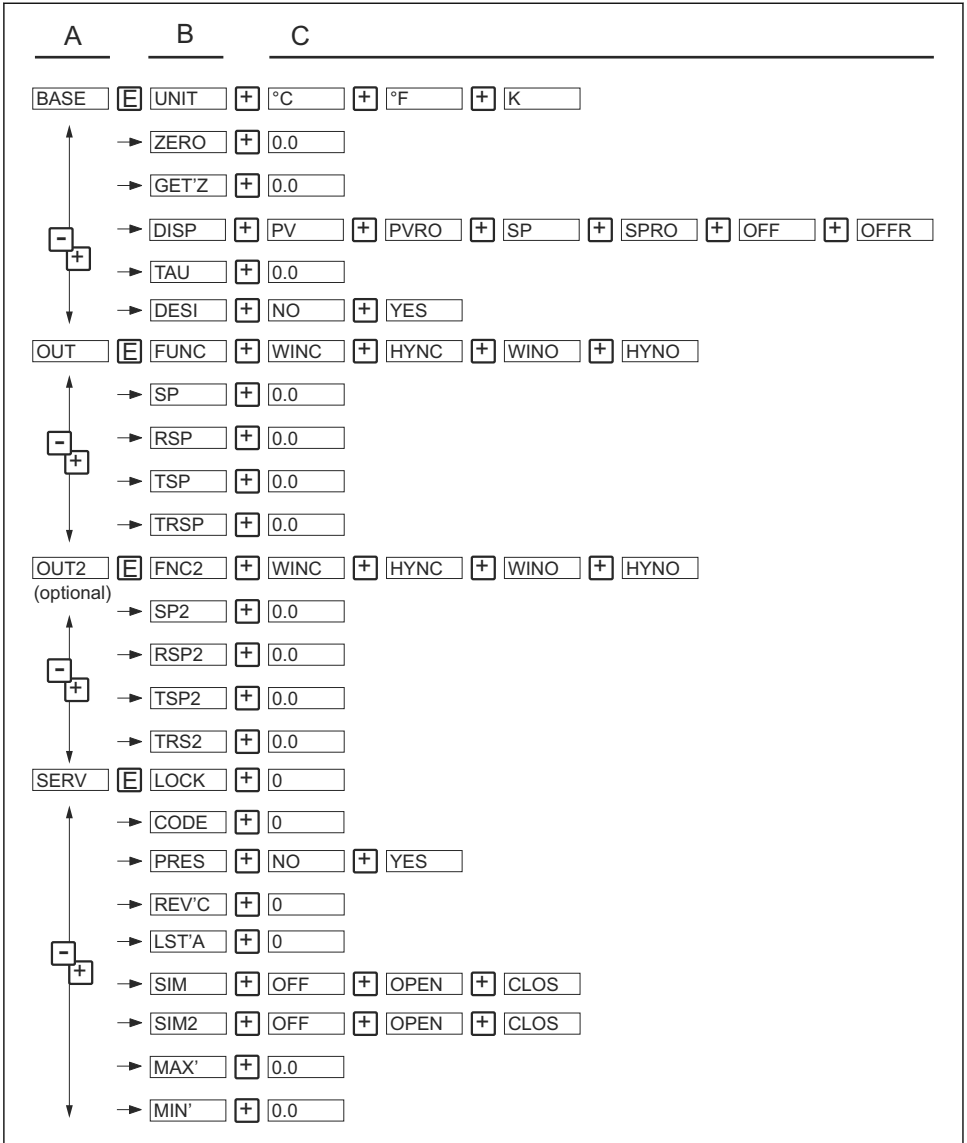 A B C
BASE E UNIT + °C + °F + K
ZERO + 0.0
GET'Z + 0.0
DISP + PV + PVRO + SP + SPRO + OFF + OFFR
- +
TAU + 0.0
DESI + NO + YES
OUT E FUNC + WINC + HYNC + WINO + HYNO
SP + 0.0
- + RSP + 0.0
TSP + 0.0
TRSP + 0.0
OUT2 E FNC2 + WINC + HYNC + WINO + HYNO
(optional)
SP2 + 0.0
RSP2 + 0.0
- +
TSP2 + 0.0
TRS2 + 0.0
SERV E LOCK + 0
CODE + 0
PRES + NO + YES
REV'C + 0
LST'A + 0
- +
SIM + OFF + OPEN + CLOS
SIM2 + OFF + OPEN + CLOS
MAX' + 0.0
MIN' + 0.0